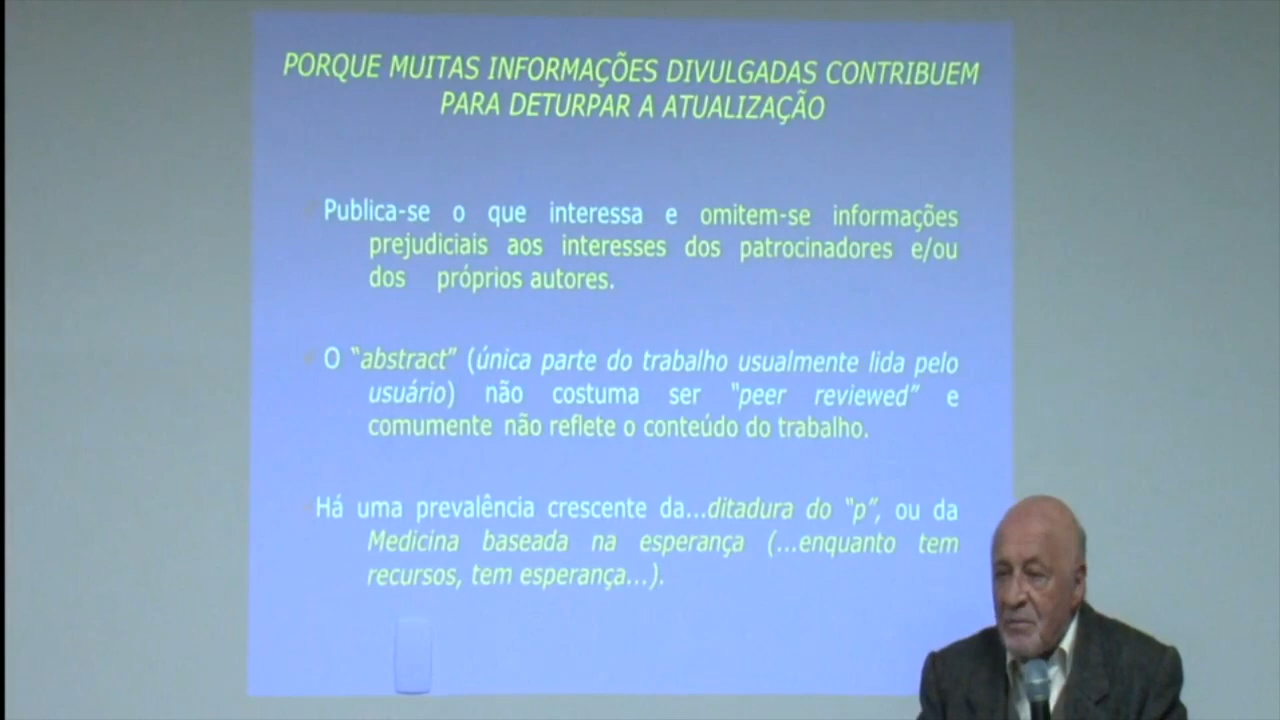 PORQUE MUITAS INFORMAÇÕES DIVULGADAS CONTRIBUEM
PARA DETURPAR A ATUALIZAÇÃO
Publica-se o que interessa e omitem-se informações
prejudiciais aos interesses dos patrocinadores e/ou
dos próprios autores.
O “abstract” (única parte do trabalho usualmente lida pelo
usuário) não costuma ser “peer reviewed” e
comumente não reflete o conteúdo do trabalho.
Há uma prevalência crescente da...ditadura do “p”, ou da
Medicina baseada na esperança (...enquanto tem
recursos, tem esperança...).